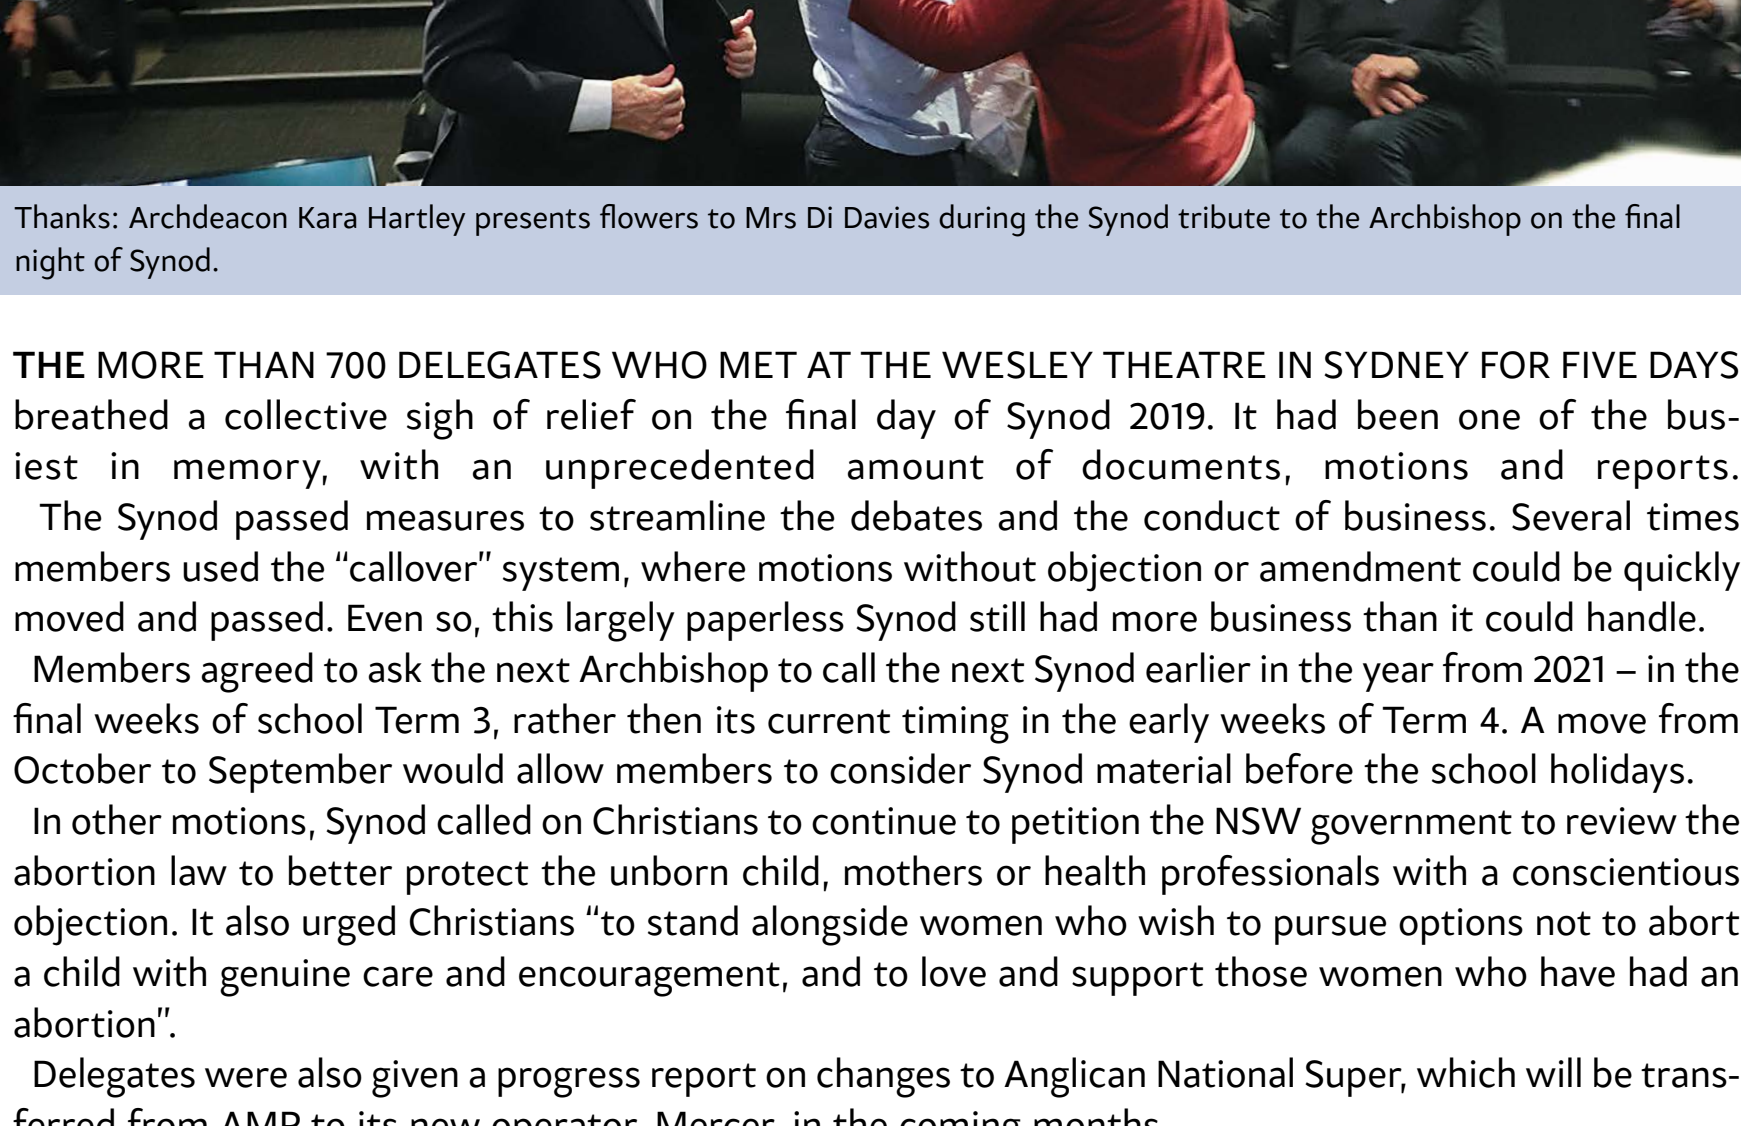 Thanks: Archdeacon Kara Hartley presents flowers to Mrs Di Davies during the Synod tribute to the Archbishop on the final
night of Synod.
THE MORE THAN 700 DELEGATES WHO MET AT THE WESLEY THEATRE IN SYDNEY FOR FIVE DAYS
breathed a collective sigh of relief on the final day of Synod 2019. It had been one of the bus-
iest in memory, with an unprecedented amount of documents, motions and reports.
The Synod passed measures to streamline the debates and the conduct of business. Several times
members used the “callover” system, where motions without objection or amendment could be quickly
moved and passed. Even so, this largely paperless Synod still had more business than it could handle.
Members agreed to ask the next Archbishop to call the next Synod earlier in the year from 2021 – in the
final weeks of school Term 3, rather then its current timing in the early weeks of Term 4. A move from
October to September would allow members to consider Synod material before the school holidays.
In other motions, Synod called on Christians to continue to petition the NSW government to review the
abortion law to better protect the unborn child, mothers or health professionals with a conscientious
objection. It also urged Christians “to stand alongside women who wish to pursue options not to abort
a child with genuine care and encouragement, and to love and support those women who have had an
abortion”.
Delegates were also given a progress report on changes to Anglican National Super, which will be trans-
ferred from AMP to its new operator, Mercer, in the coming months.